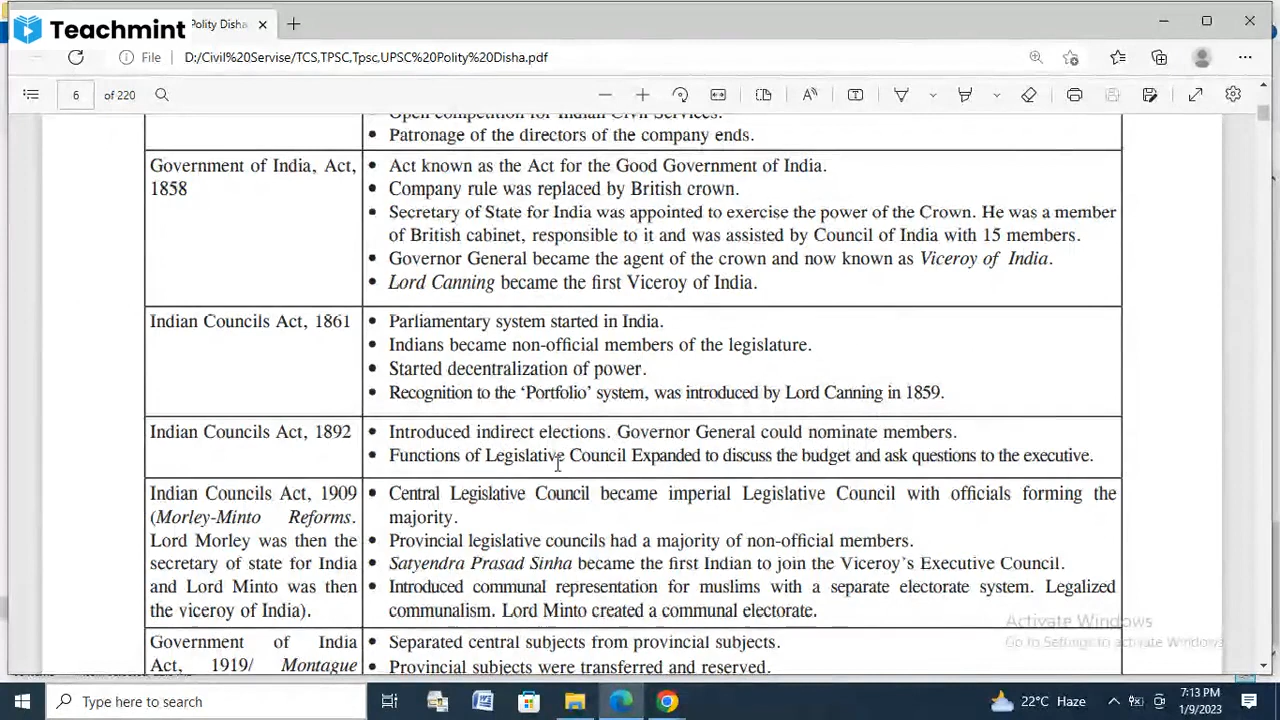 Teachmint
Polity Disha
File D:/Civil%20Servise/TCS,TPSC,Tpsc,UPSC%20Polity%20Disha.pdf
6 of 220
Open competition for Indian Civil Services.
Patronage of the directors of the company ends.
Government of India, Act,
1858
Act known as the Act for the Good Government of India.
Company rule was replaced by British crown.
Secretary of State for India was appointed to exercise the power of the Crown. He was a member
of British cabinet, responsible to it and was assisted by Council of India with 15 members.
Governor General became the agent of the crown and now known as Viceroy of India.
Lord Canning became the first Viceroy of India.
Indian Councils Act, 1861
Parliamentary system started in India.
Indians became non-official members of the legislature.
Started decentralization of power.
Recognition to the ‘Portfolio’ system, was introduced by Lord Canning in 1859.
Indian Councils Act, 1892
Introduced indirect elections. Governor General could nominate members.
Functions of Legislative Council Expanded to discuss the budget and ask questions to the executive.
Indian Councils Act, 1909
(Morley-Minto Reforms.
Lord Morley was then the
secretary of state for India
and Lord Minto was then
the viceroy of India).
Central Legislative Council became imperial Legislative Council with officials forming the
majority.
Provincial legislative councils had a majority of non-official members.
Satyendra Prasad Sinha became the first Indian to join the Viceroy’s Executive Council.
Introduced communal representation for muslims with a separate electorate system. Legalized
communalism. Lord Minto created a communal electorate.
Government of India
Act, 1919/ Montague
Separated central subjects from provincial subjects.
Provincial subjects were transferred and reserved.
Activate Windows
Go to Settings to activate Windows
Type here to search
22°C Haze
7:13 PM
1/9/2023